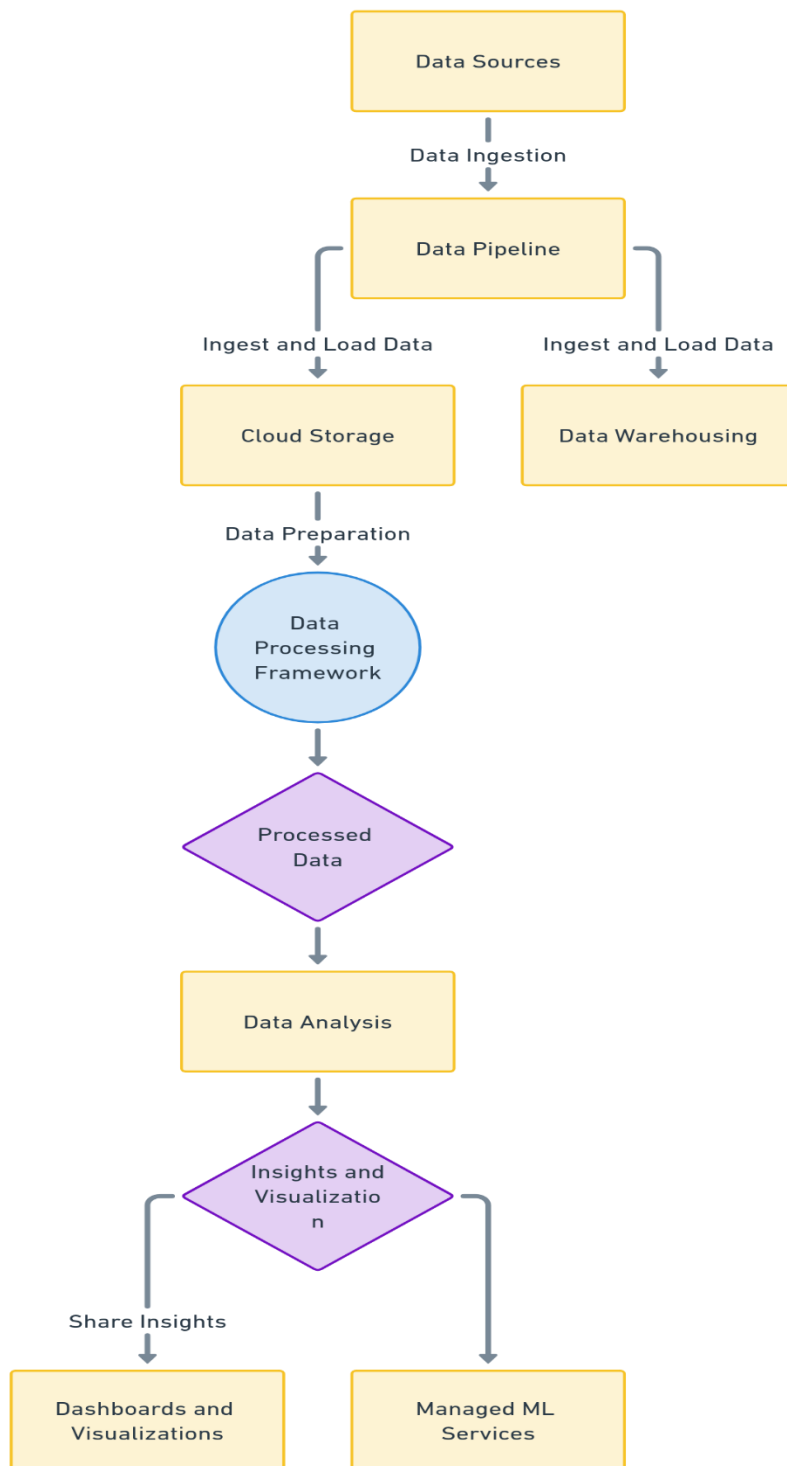 Data Sources
Data Ingestion
Data Pipeline
Ingest and Load Data
Ingest and Load Data
Cloud Storage
Data Warehousing
Data Preparation
Data
Processing
Framework
Processed
Data
Data Analysis
Insights and
Visualizatio
n
Share Insights
Dashboards and
Visualizations
Managed ML
Services